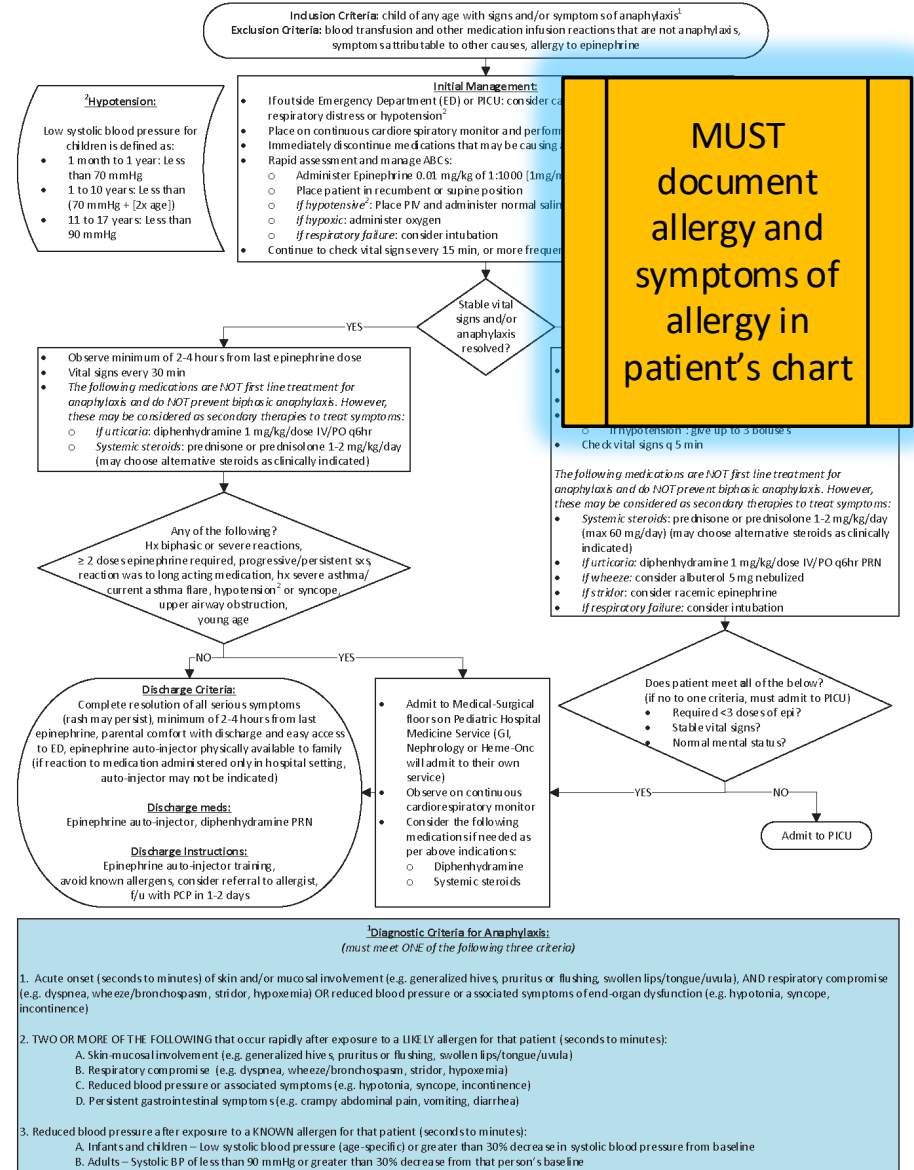 Inclusion Criteria: child of any age with signs and/or symptoms of anaphylaxis1
Exclusion Criteria: blood transfusion and other medication infusion reactions that are not anaphylaxis,
symptoms attributable to other causes, allergy to epinephrine
2Hypotension:
Low systolic blood pressure for
children is defined as:
• 1 month to 1 year: Less
than 70 mmHg
• 1 to 10 years: Less than
(70 mmHg + [2x age])
• 11 to 17 years: Less than
90 mmHg
Initial Management:
• If outside Emergency Department (ED) or PICU: consider
respiratory distress or hypotension2
• Place on continuous cardiorespiratory monitor and
• Immediately discontinue medications that may be causing
• Rapid assessment and manage ABCs:
o Administer Epinephrine 0.01 mg/kg of 1:1000
o Place patient in recumbent or supine position
o If hypotensive2: Place PIV and administer normal
o If hypoxic: administer oxygen
o If respiratory failure: consider intubation
• Continue to check vital signs every 15 min, or more
MUST
document
allergy and
symptoms of
allergy in
patient's chart
Stable vital
signs and/or
anaphylaxis
resolved?
YES
• Observe minimum of 2-4 hours from last epinephrine dose
• Vital signs every 30 min
• The following medications are NOT first line treatment for
anaphylaxis and do NOT prevent biphasic anaphylaxis. However,
these may be considered as secondary therapies to treat symptoms:
o If urticaria: diphenhydramine 1 mg/kg/dose IV/PO q6hr
o Systemic steroids: prednisone or prednisolone 1-2 mg/kg/day
(may choose alternative steroids as clinically indicated)
o If hypotension : give up to 3 boluses
• Check vital signs q 5 min
The following medications are NOT first line treatment for
anaphylaxis and do NOT prevent biphasic anaphylaxis. However,
these may be considered as secondary therapies to treat symptoms:
• Systemic steroids: prednisone or prednisolone 1-2 mg/kg/day
(max 60 mg/day) (may choose alternative steroids as clinically
indicated)
• If urticaria: diphenhydramine 1 mg/kg/dose IV/PO q6hr PRN
• If wheeze: consider albuterol 5 mg nebulized
• If stridor: consider racemic epinephrine
• If respiratory failure: consider intubation
Any of the following?
Hx biphasic or severe reactions,
≥ 2 doses epinephrine required, progressive/persistent sxs,
reaction was to long acting medication, hx severe asthma/
current asthma flare, hypotension2 or syncope,
upper airway obstruction,
young age
NO
YES
Discharge Criteria:
Complete resolution of all serious symptoms
(rash may persist), minimum of 2-4 hours from last
epinephrine, parental comfort with discharge and easy access
to ED, epinephrine auto-injector physically available to family
(if reaction to medication administered only in hospital setting,
auto-injector may not be indicated)
Discharge meds:
Epinephrine auto-injector, diphenhydramine PRN
Discharge Instructions:
Epinephrine auto-injector training,
avoid known allergens, consider referral to allergist,
f/u with PCP in 1-2 days
• Admit to Medical-Surgical
floors on Pediatric Hospital
Medicine Service (GI,
Nephrology or Heme-Onc
will admit to their own
service)
• Observe on continuous
cardiorespiratory monitor
• Consider the following
medications if needed as
per above indications:
o Diphenhydramine
o Systemic steroids
Does patient meet all of the below?
(if no to one criteria, must admit to PICU)
• Required <3 doses of epi?
• Stable vital signs?
• Normal mental status?
YES
NO
Admit to PICU
1Diagnostic Criteria for Anaphylaxis:
(must meet ONE of the following three criteria)
1. Acute onset (seconds to minutes) of skin and/or mucosal involvement (e.g. generalized hives, pruritus or flushing, swollen lips/tongue/uvula), AND respiratory compromise
(e.g. dyspnea, wheeze/bronchospasm, stridor, hypoxemia) OR reduced blood pressure or associated symptoms of end-organ dysfunction (e.g. hypotonia, syncope,
incontinence)
2. TWO OR MORE OF THE FOLLOWING that occur rapidly after exposure to a LIKELY allergen for that patient (seconds to minutes):
A. Skin-mucosal involvement (e.g. generalized hives, pruritus or flushing, swollen lips/tongue/uvula)
B. Respiratory compromise (e.g. dyspnea, wheeze/bronchospasm, stridor, hypoxemia)
C. Reduced blood pressure or associated symptoms (e.g. hypotonia, syncope, incontinence)
D. Persistent gastrointestinal symptoms (e.g. crampy abdominal pain, vomiting, diarrhea)
3. Reduced blood pressure after exposure to a KNOWN allergen for that patient (seconds to minutes):
A. Infants and children – Low systolic blood pressure (age-specific) or greater than 30% decrease in systolic blood pressure from baseline
B. Adults – Systolic BP of less than 90 mmHg or greater than 30% decrease from that person's baseline